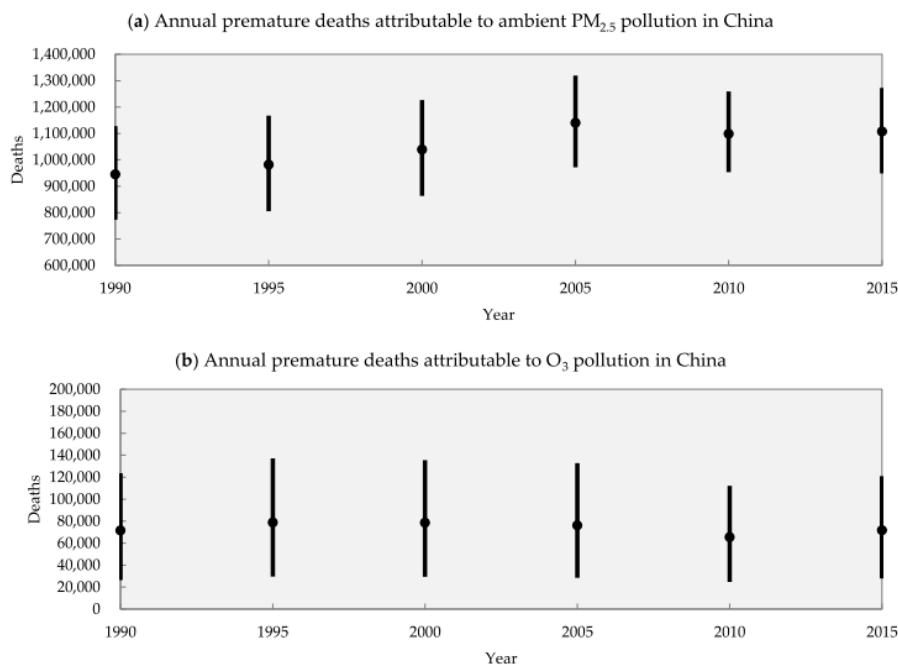 (a) Annual premature deaths attributable to ambient PM2.5 pollution in China
1,400,000
1,300,000
1,200,000
1,100,000
1,000,000
900,000
800,000
700,000
600,000
Deaths
1990 1995 2000 2005 2010 2015
Year
(b) Annual premature deaths attributable to O3 pollution in China
200,000
180,000
160,000
140,000
120,000
100,000
80,000
60,000
40,000
20,000
0
Deaths
1990 1995 2000 2005 2010 2015
Year